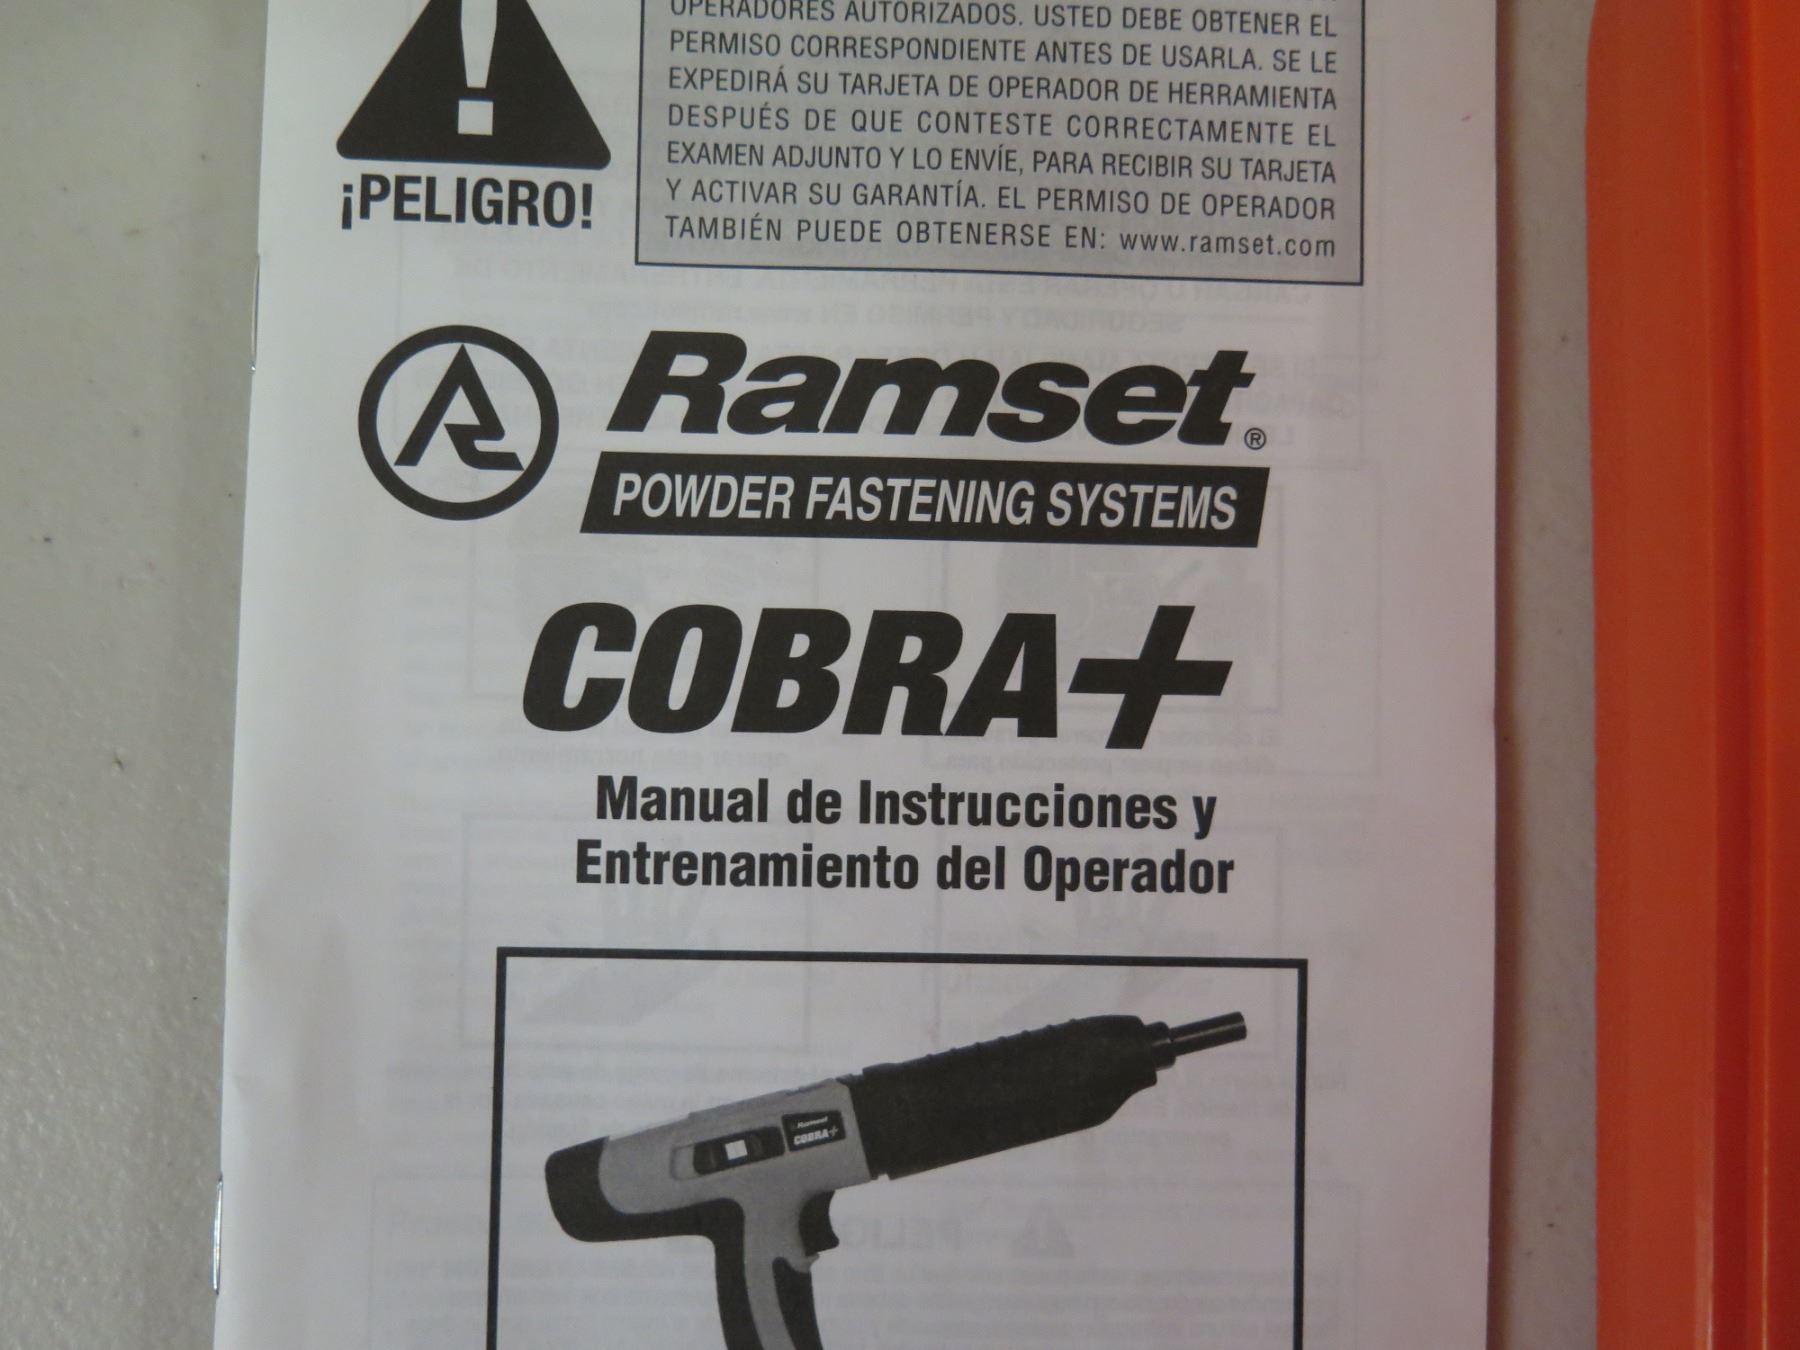 OPERADORES AUTORIZADOS. USTED DEBE OBTENER EL
PERMISO CORRESPONDIENTE ANTES DE USARLA. SE LE
EXPEDIRÁ SU TARJETA DE OPERADOR DE HERRAMIENTA
DESPUÉS DE QUE CONTESTE CORRECTAMENTE EL
EXAMEN ADJUNTO Y LO ENVÍE, PARA RECIBIR SU TARJETA
Y ACTIVAR SU GARANTÍA. EL PERMISO DE OPERADOR
TAMBIÉN PUEDE OBTENERSE EN: www.ramset.com
¡PELIGRO!
Ramset®
POWDER FASTENING SYSTEMS
COBRA+
Manual de Instrucciones y
Entrenamiento del Operador
Ramset
COBRA+